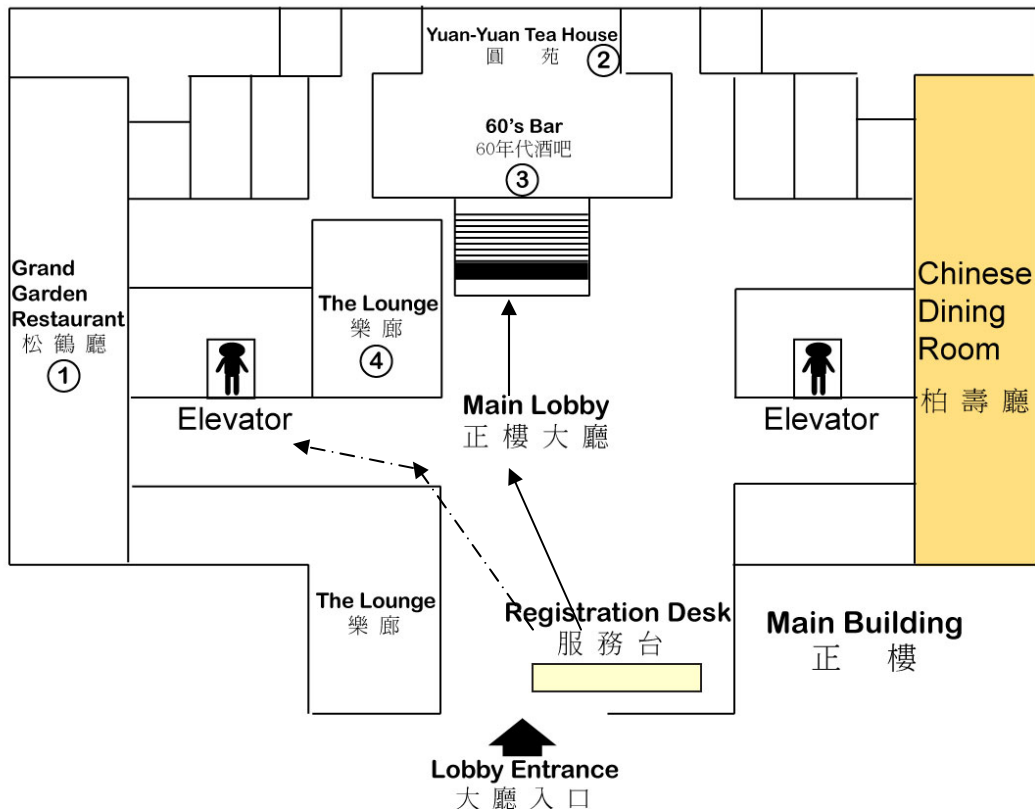 Yuan-Yuan Tea House
圓 苑
②
60’s Bar
60年代酒吧
③
Grand
Garden
Restaurant
松 鶴 廳
①
The Lounge
樂 廊
④
Elevator
Main Lobby
正 樓 大 廳
Elevator
Chinese
Dining
Room
柏 壽 廳
The Lounge
樂 廊
Registration Desk
服 務 台
Main Building
正 樓
Lobby Entrance
大 廳 入 口